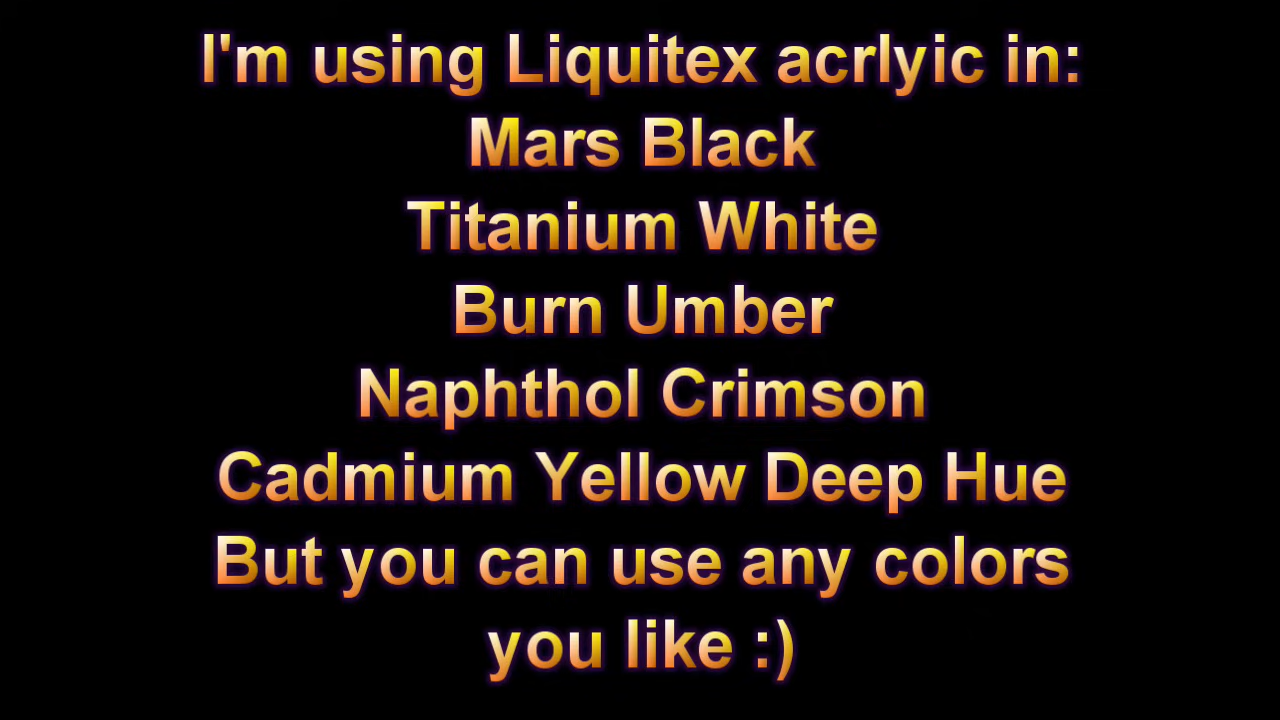 I'm using Liquitex acrlyic in:
Mars Black
Titanium White
Burn Umber
Naphthol Crimson
Cadmium Yellow Deep Hue
But you can use any colors
you like :)